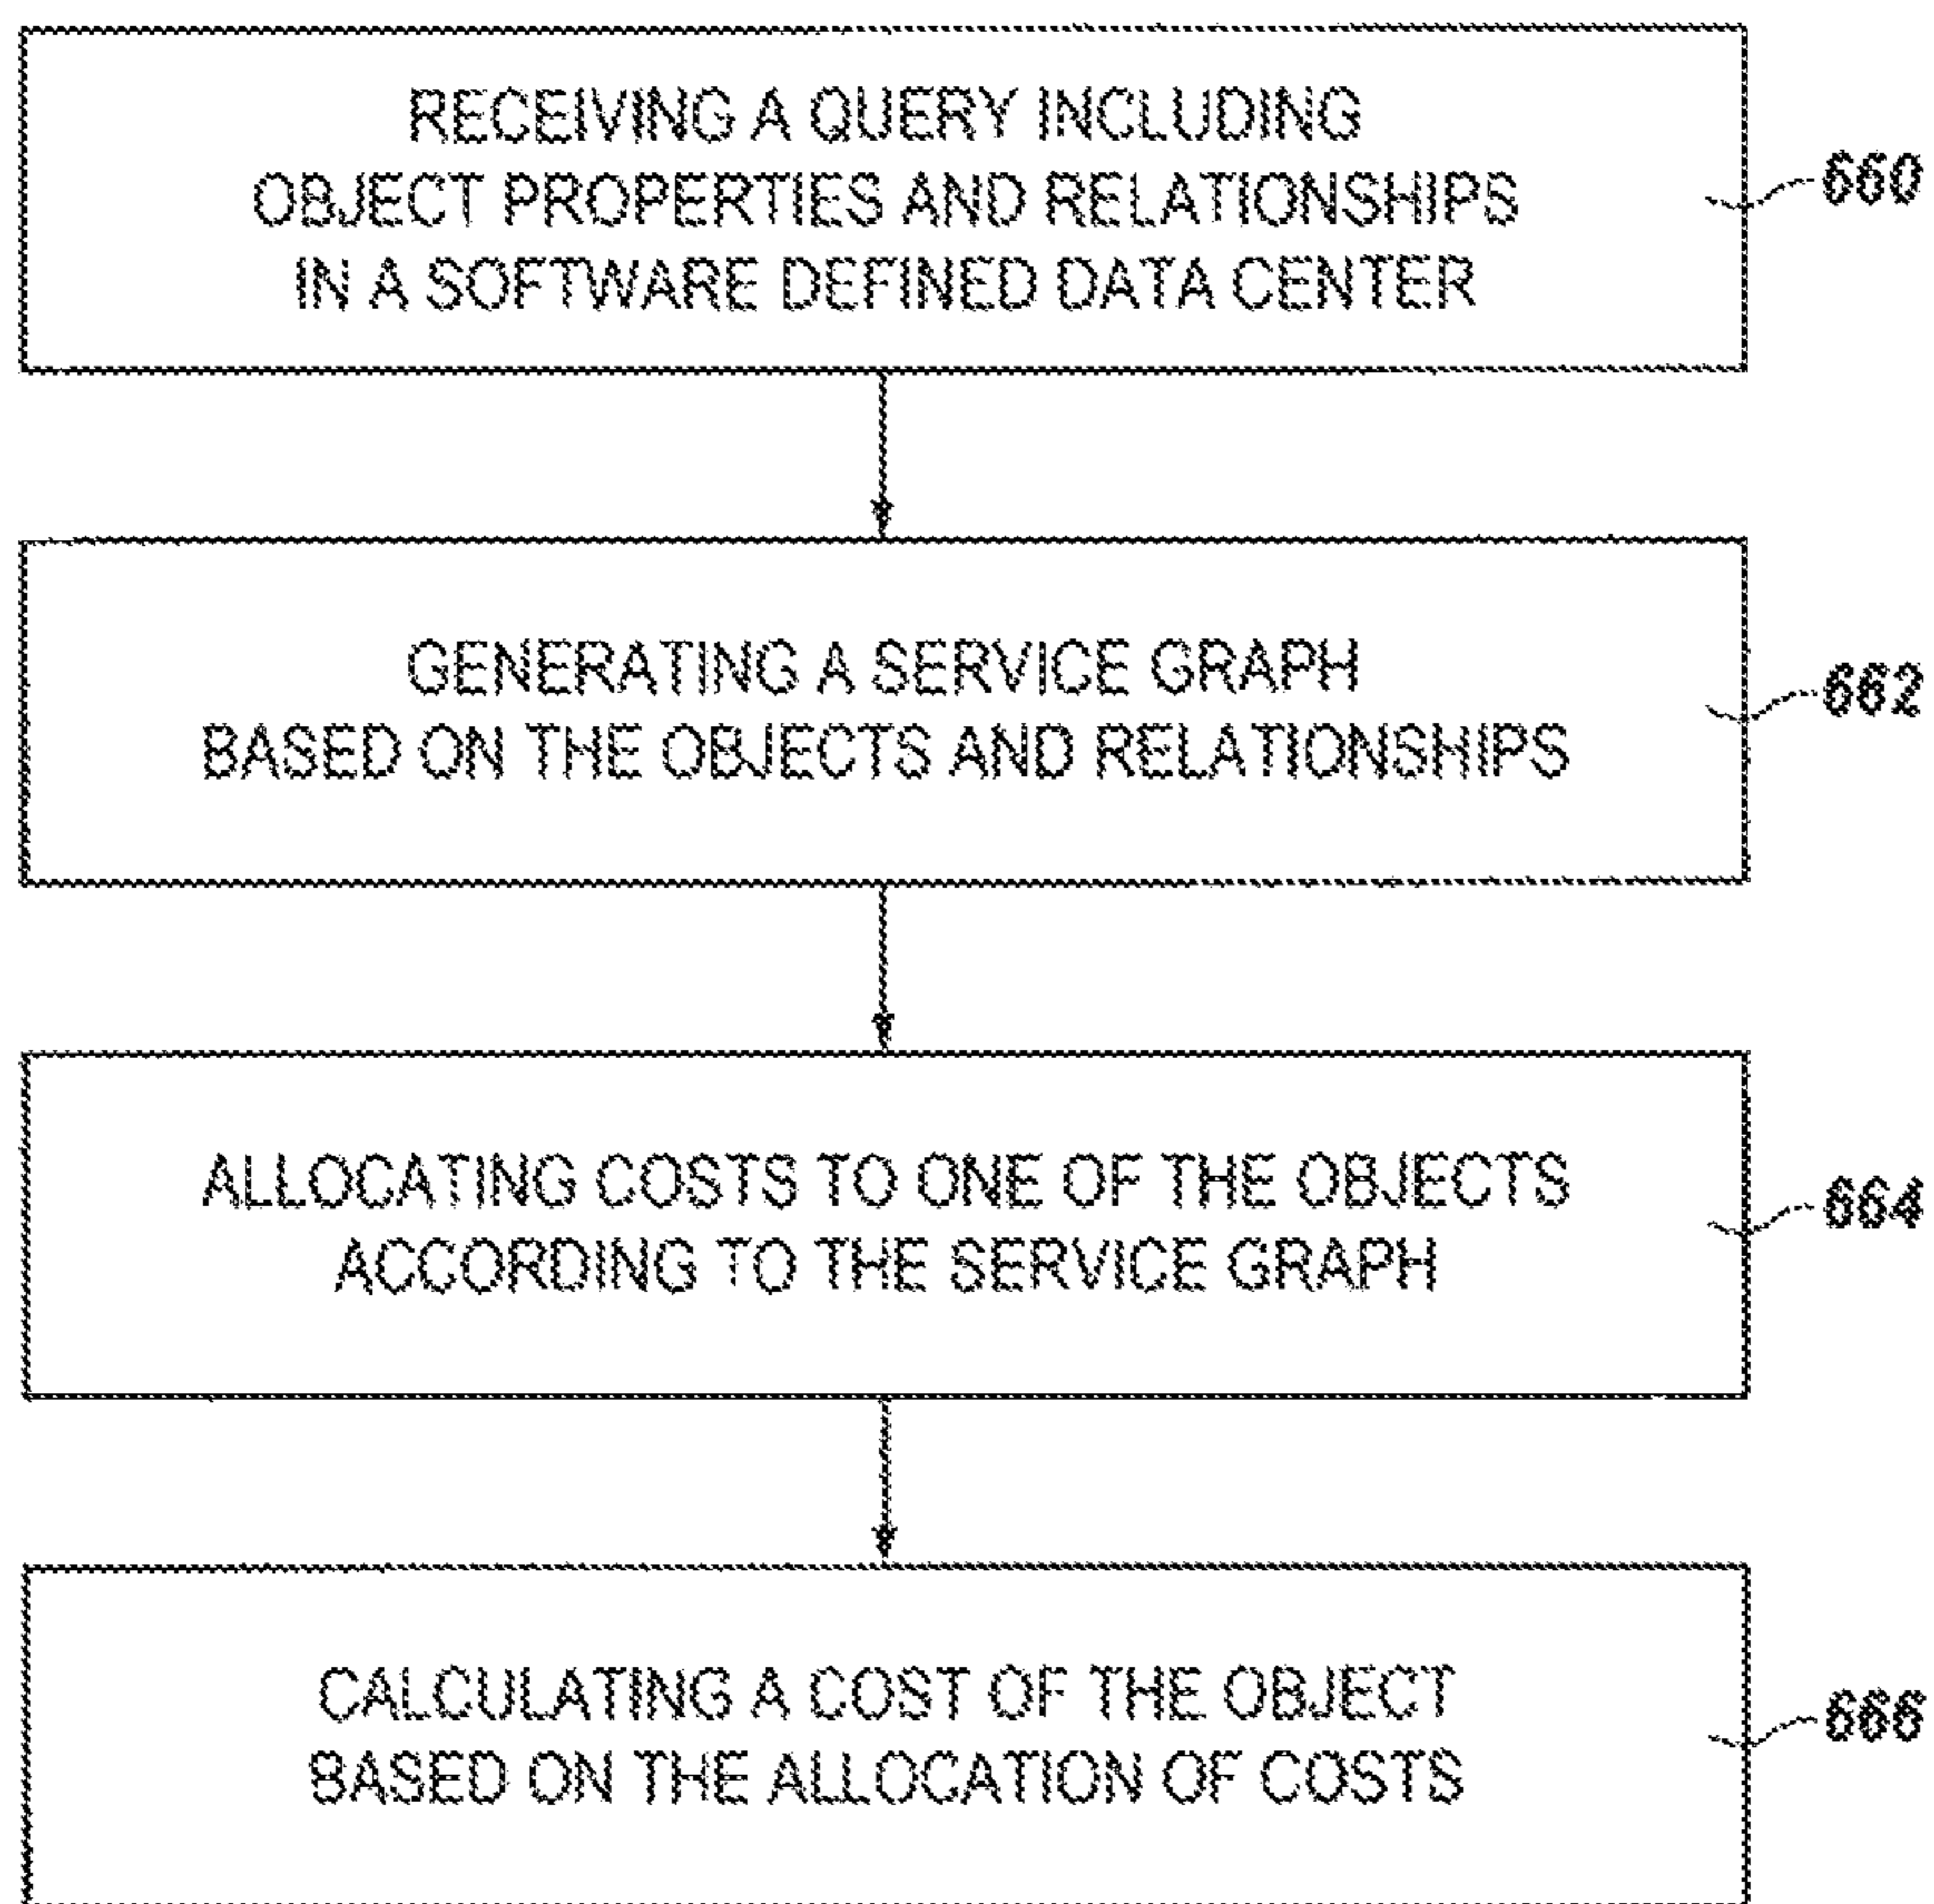 RECEIVING A QUERY INCLUDING
OBJECT PROPERTIES AND RELATIONSHIPS
IN A SOFTWARE DEFINED DATA CENTER
660
GENERATING A SERVICE GRAPH
BASED ON THE OBJECTS AND RELATIONSHIPS
662
ALLOCATING COSTS TO ONE OF THE OBJECTS
ACCORDING TO THE SERVICE GRAPH
664
CALCULATING A COST OF THE OBJECT
BASED ON THE ALLOCATION OF COSTS
666